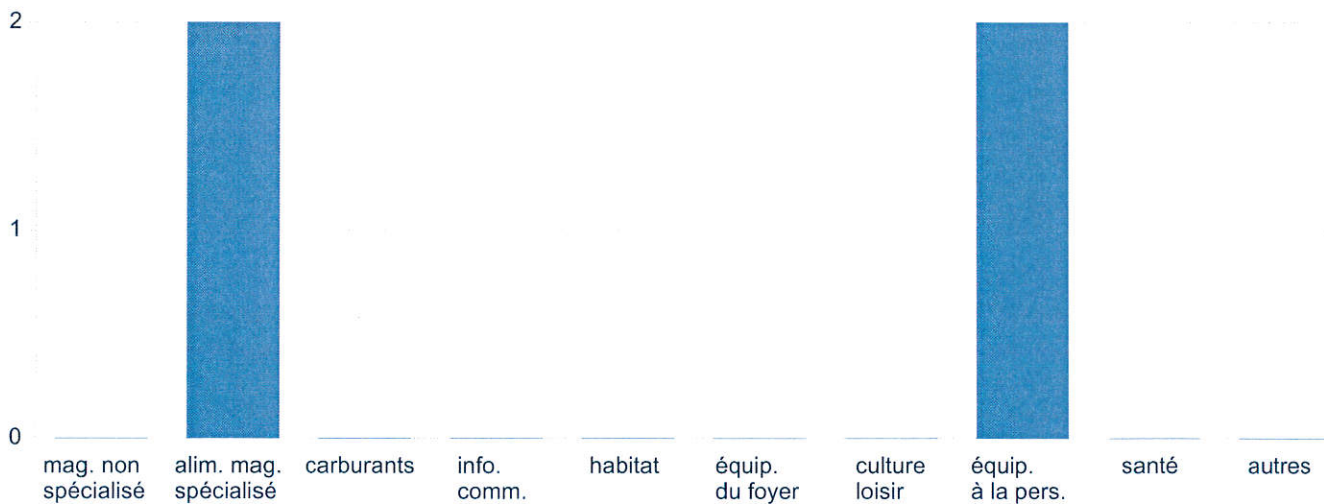 2
1
0
mag. non
spécialisé
alim. mag.
spécialisé
carburants
info.
comm.
habitat
équip.
du foyer
culture
loisir
équip.
à la pers.
santé
autres